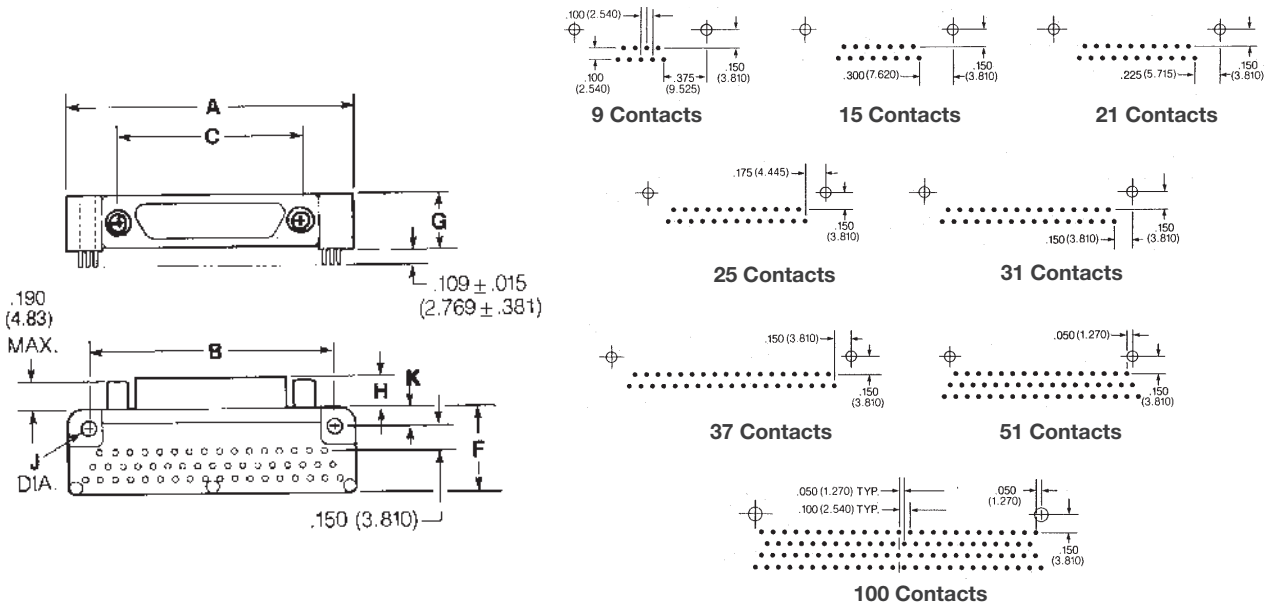 A
C
G
.109 ± .015
(2.769 ± .381)
.190
(4.83)
MAX.
B
H
K
F
J
DIA.
.150 (3.810)
.100 (2.540)
.100
(2.540)
.375
(9.525)
.150
(3.810)
9 Contacts
.300 (7.620)
.150
(3.810)
15 Contacts
.225 (5.715)
.150
(3.810)
21 Contacts
.175 (4.445)
.150
(3.810)
25 Contacts
.150 (3.810)
.150
(3.810)
31 Contacts
.150 (3.810)
.150
(3.810)
37 Contacts
.050 (1.270)
.150
(3.810)
51 Contacts
.050 (1.270) TYP.
.100 (2.540) TYP.
.050
(1.270)
.150
(3.810)
100 Contacts